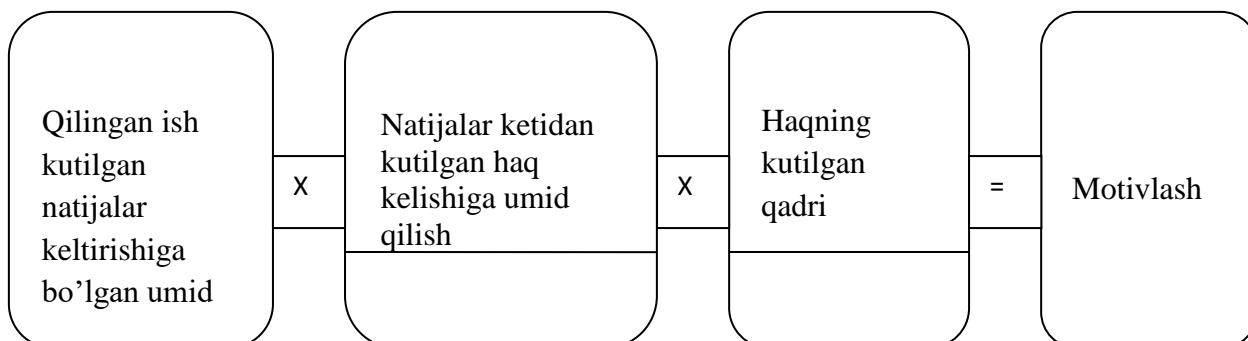 Qilingan ish
kutilgan
natijalar
keltirishiga
bo’lgan umid
X
Natijalar ketidan
kutilgan haq
kelishiga umid
qilish
X
Haqning
kutilgan
qadri
=
Motivlash